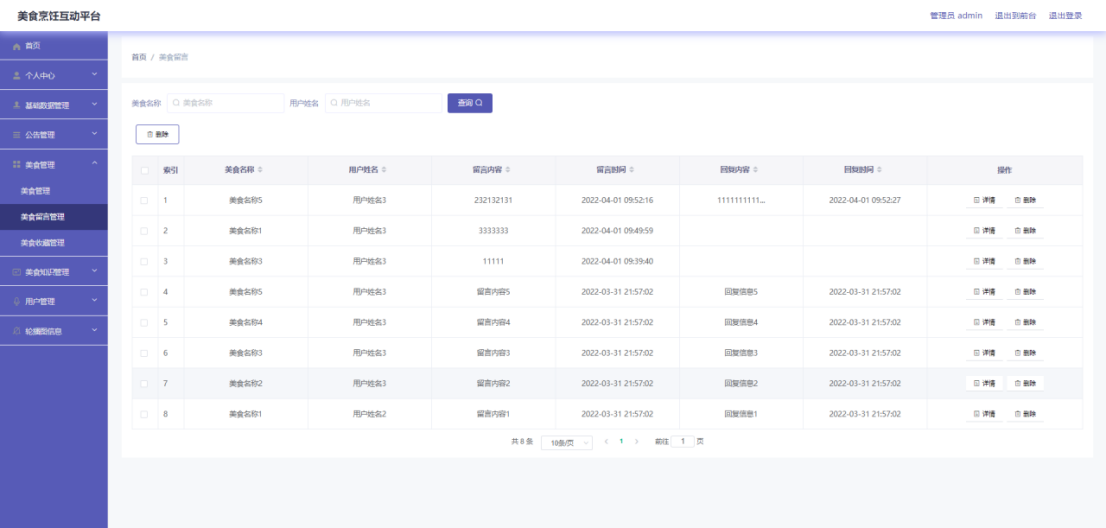 美食烹饪互动平台
管理员 admin 退出到前台 退出登录
首页
个人中心
基础数据管理
公告管理
美食管理
美食管理
美食留言管理
美食收藏管理
美食知识管理
用户管理
轮播图信息
首页 / 美食留言
美食名称 美食名称 用户姓名 用户姓名 查询
删除
索引 美食名称 用户姓名 留言内容 留言时间 回复内容 回复时间 操作
1 美食名称5 用户姓名3 232132131 2022-04-01 09:52:16 1111111111... 2022-04-01 09:52:27 详情 删除
2 美食名称1 用户姓名3 3333333 2022-04-01 09:49:59 详情 删除
3 美食名称3 用户姓名3 11111 2022-04-01 09:39:40 详情 删除
4 美食名称5 用户姓名3 留言内容5 2022-03-31 21:57:02 回复信息5 2022-03-31 21:57:02 详情 删除
5 美食名称4 用户姓名3 留言内容4 2022-03-31 21:57:02 回复信息4 2022-03-31 21:57:02 详情 删除
6 美食名称3 用户姓名3 留言内容3 2022-03-31 21:57:02 回复信息3 2022-03-31 21:57:02 详情 删除
7 美食名称2 用户姓名3 留言内容2 2022-03-31 21:57:02 回复信息2 2022-03-31 21:57:02 详情 删除
8 美食名称1 用户姓名2 留言内容1 2022-03-31 21:57:02 回复信息1 2022-03-31 21:57:02 详情 删除
共 8 条 10条/页 < 1 > 前往 1 页